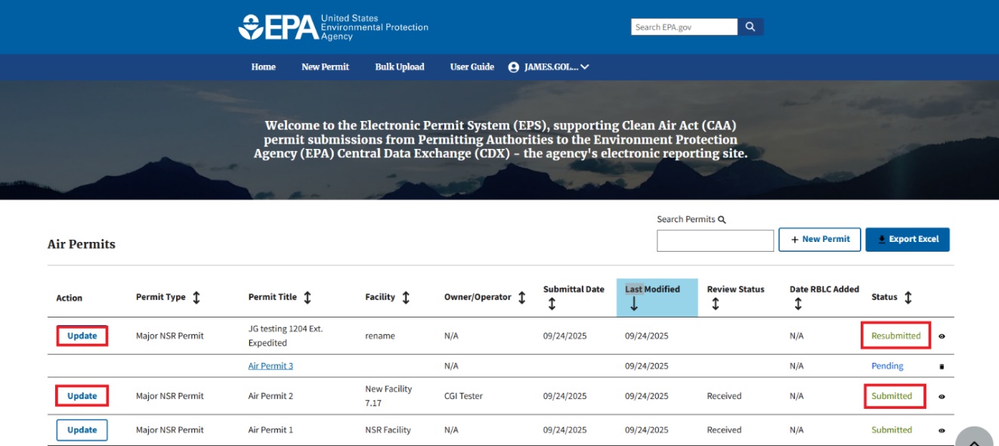 EPA
United States
Environmental Protection
Agency
Search EPA.gov
Home New Permit Bulk Upload User Guide JAMES.GOL...
Welcome to the Electronic Permit System (EPS), supporting Clean Air Act (CAA)
permit submissions from Permitting Authorities to the Environment Protection
Agency (EPA) Central Data Exchange (CDX) - the agency's electronic reporting site.
Search Permits
Air Permits
+ New Permit Export Excel
Action Permit Type Permit Title Facility Owner/Operator Submittal Date Last Modified Review Status Date RBLC Added Status
Update Major NSR Permit JG testing 1204 Ext. rename N/A 09/24/2025 09/24/2025 N/A Resubmitted
Expedited
Air Permit 3 N/A 09/24/2025 N/A Pending
Update Major NSR Permit Air Permit 2 New Facility CGI Tester 09/24/2025 09/24/2025 Received N/A Submitted
7.17
Update Major NSR Permit Air Permit 1 NSR Facility N/A 09/24/2025 09/24/2025 Received N/A Submitted